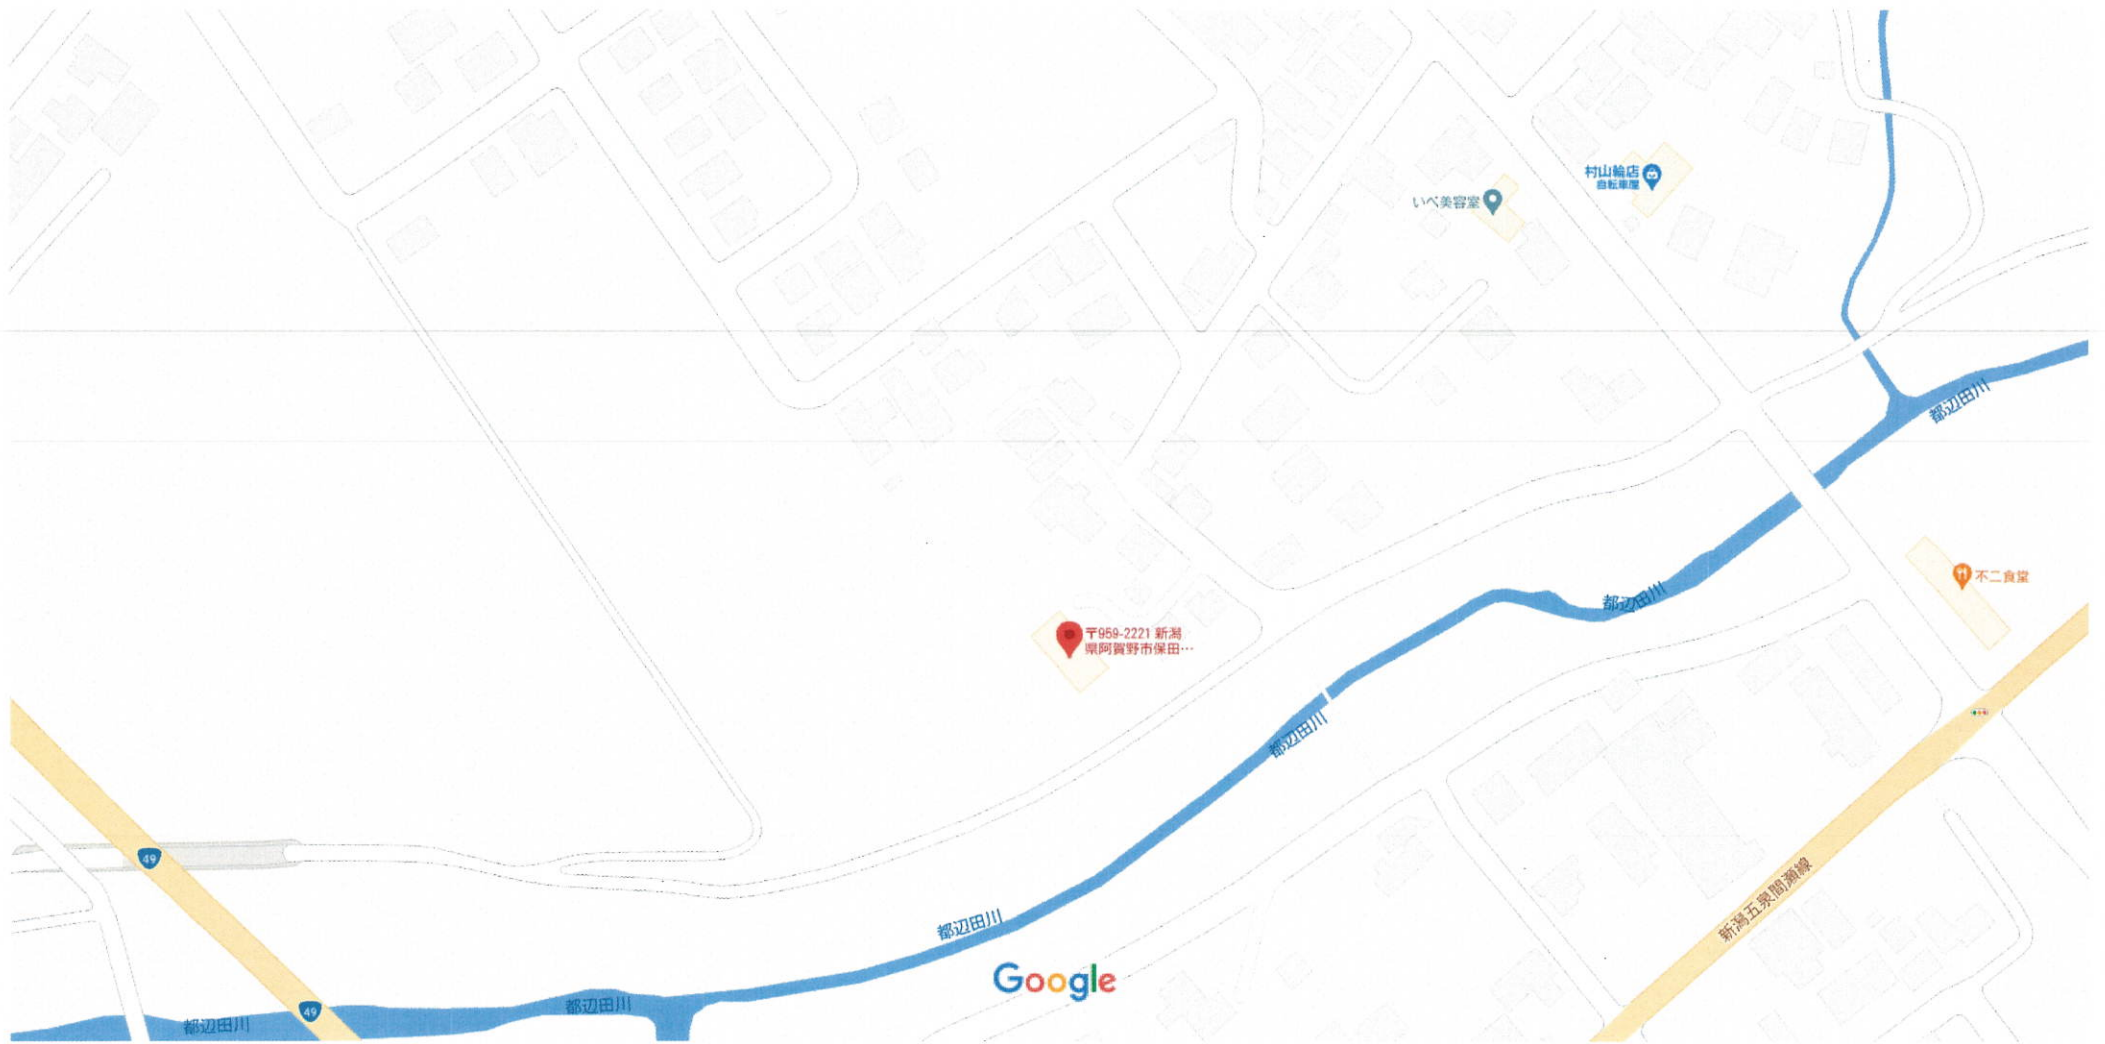 村山輪店
自転車屋
いべ美容室
都辺田川
不二食堂
都辺田川
〒959-2221 新潟
県阿賀野市保田…
都辺田川
49
新潟五泉間瀬線
都辺田川
Google
都辺田川
49
都辺田川